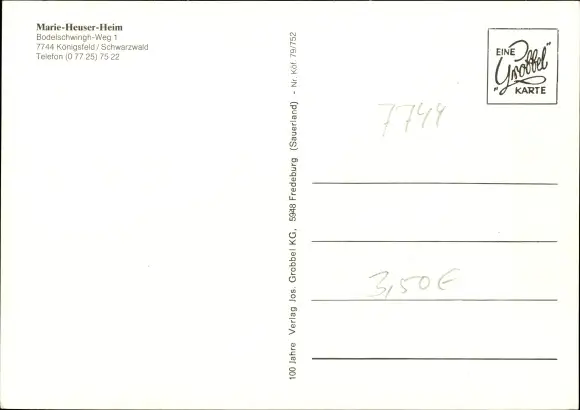 Marie-Heuser-Heim
Bodelschwingh-Weg 1
7744 Königsfeld / Schwarzwald
Telefon (0 77 25) 75 22
100 Jahre Verlag Jos. Grobbel KG, 5948 Fredeburg (Sauerland) - Nr. Köf. 79/752
EINE
"Grobbel"
KARTE
7744
3,50€